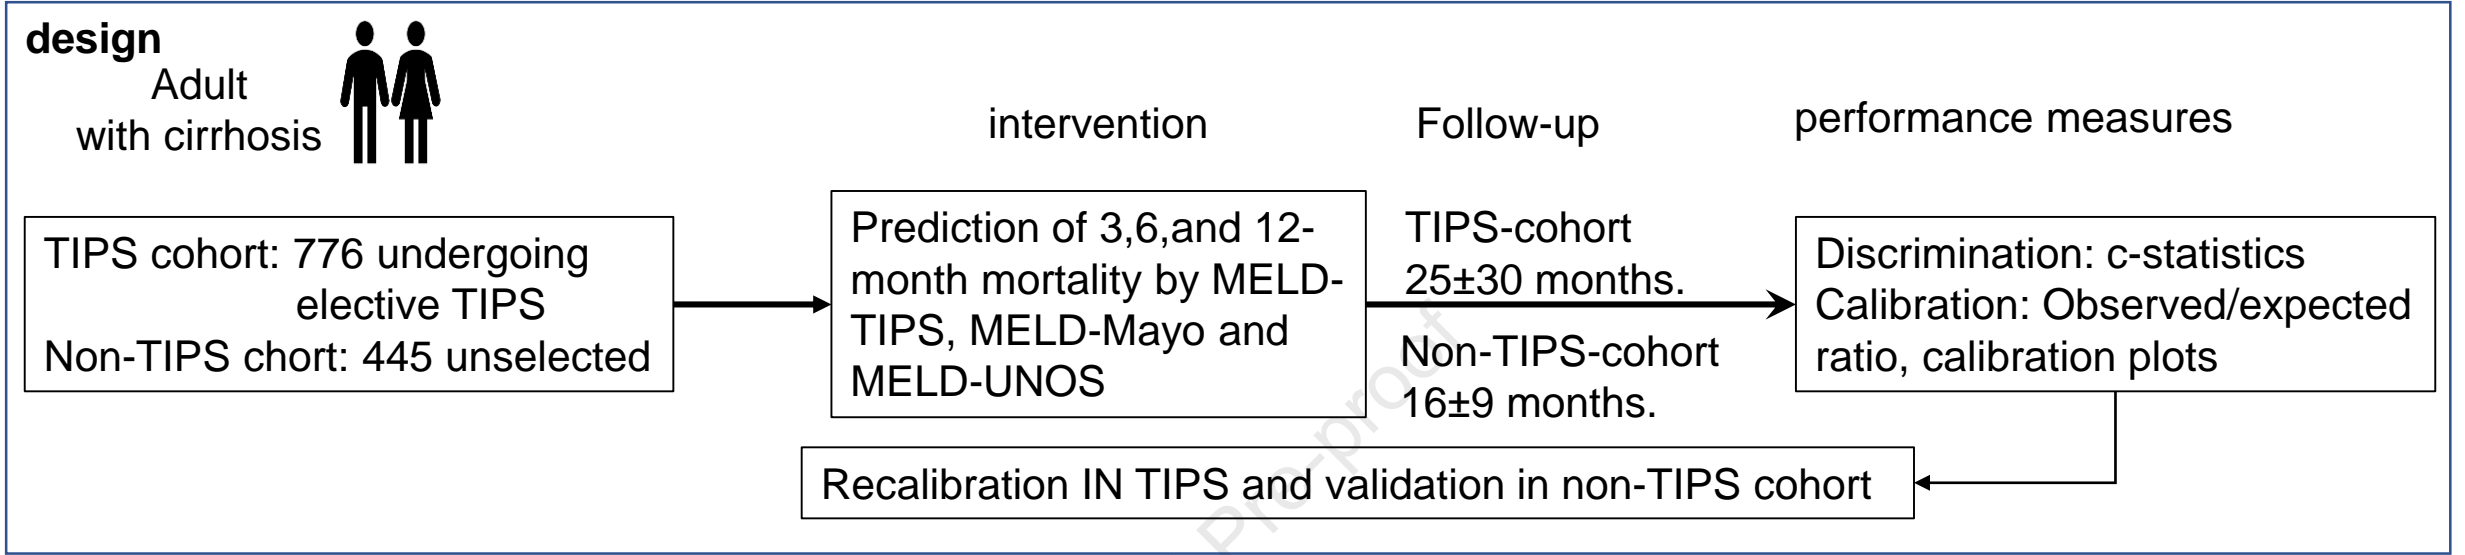 design
Adult
with cirrhosis
intervention
Follow-up
performance measures
TIPS cohort: 776 undergoing
elective TIPS
Non-TIPS chort: 445 unselected
Prediction of 3,6,and 12-
month mortality by MELD-
TIPS, MELD-Mayo and
MELD-UNOS
TIPS-cohort
25±30 months.
Non-TIPS-cohort
16±9 months.
Discrimination: c-statistics
Calibration: Observed/expected
ratio, calibration plots
Recalibration IN TIPS and validation in non-TIPS cohort
Pre-proof